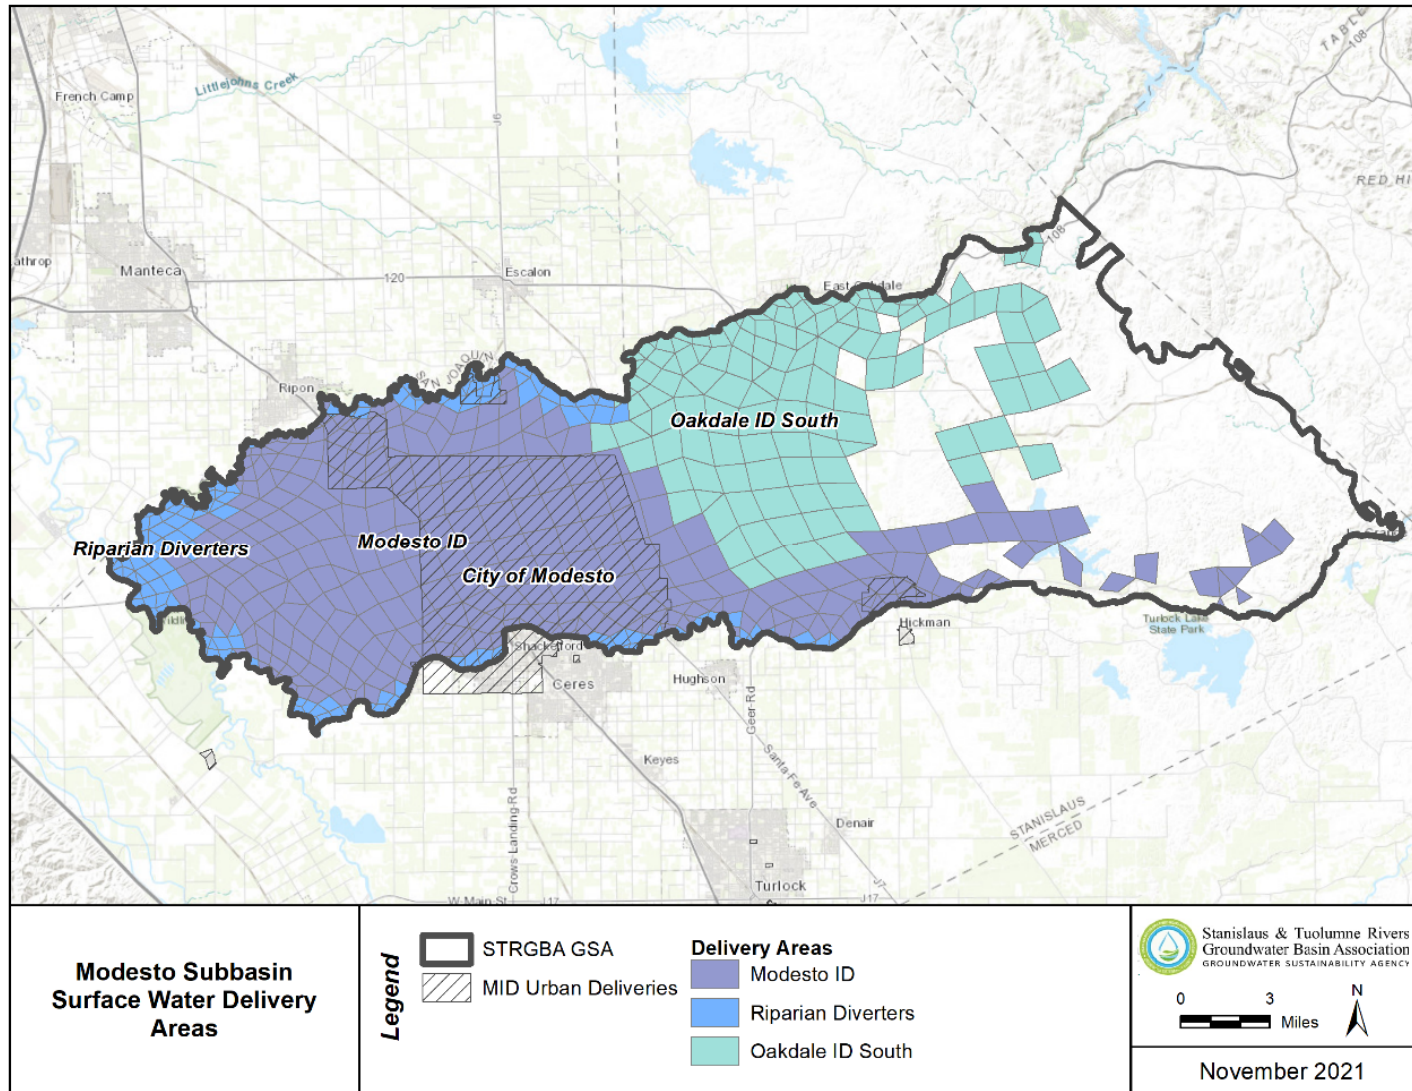 TABLE
108
Littlejohns Creek
French Camp
J6
RED HI
108
athrop
Manteca
120
Escalon
East Oakdale
SAN JOAQUIN
Ripon
Oakdale ID South
Riparian Diverters
Modesto ID
City of Modesto
Hickman
Turlock Lake
State Park
Shackelford
Ceres
Hughson
Geer Rd
Keyes
Santa Fe Ave
Crows Landing Rd
Denair
STANISLAUS
MERCED
Turlock
J7
W Main St
J17
J17
Modesto Subbasin
Surface Water Delivery
Areas
Legend
STRGBA GSA
MID Urban Deliveries
Delivery Areas
Modesto ID
Riparian Diverters
Oakdale ID South
Stanislaus & Tuolumne Rivers
Groundwater Basin Association
GROUNDWATER SUSTAINABILITY AGENCY
0 3
Miles
N
November 2021